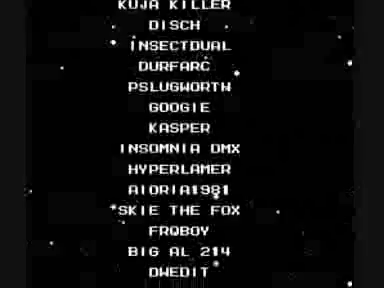 KUJA KILLER
DISCH
INSECTDUAL
DURFARC
PSLUGWORTH
GOOGIE
KASPER
INSOMNIA DMX
HYPERLAMER
AIORIA1981
SKIE THE FOX
FRQBOY
BIG AL 214
DWEDIT